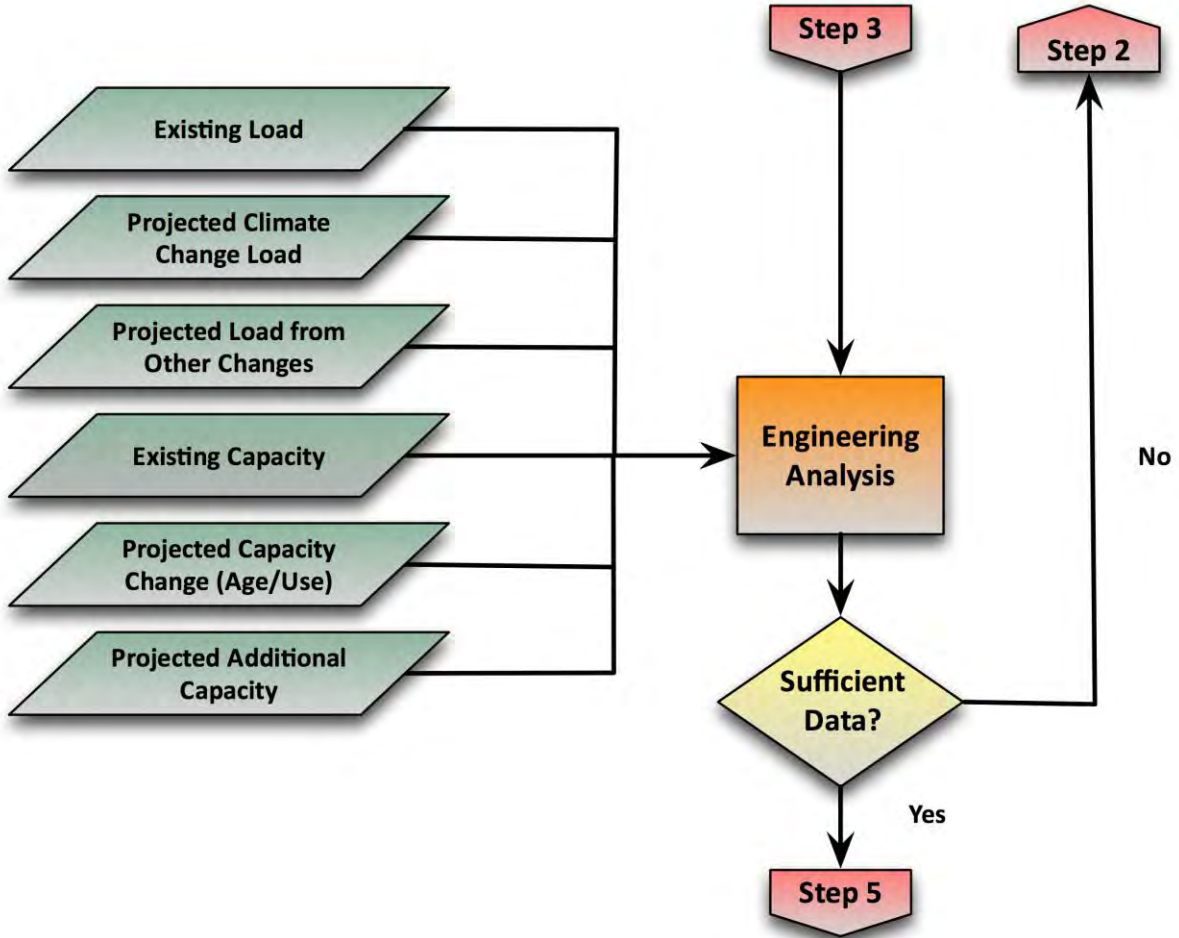 Step 3
Step 2
Existing Load
Projected Climate
Change Load
Projected Load from
Other Changes
Existing Capacity
Projected Capacity
Change (Age/Use)
Projected Additional
Capacity
Engineering
Analysis
No
Sufficient
Data?
Yes
Step 5